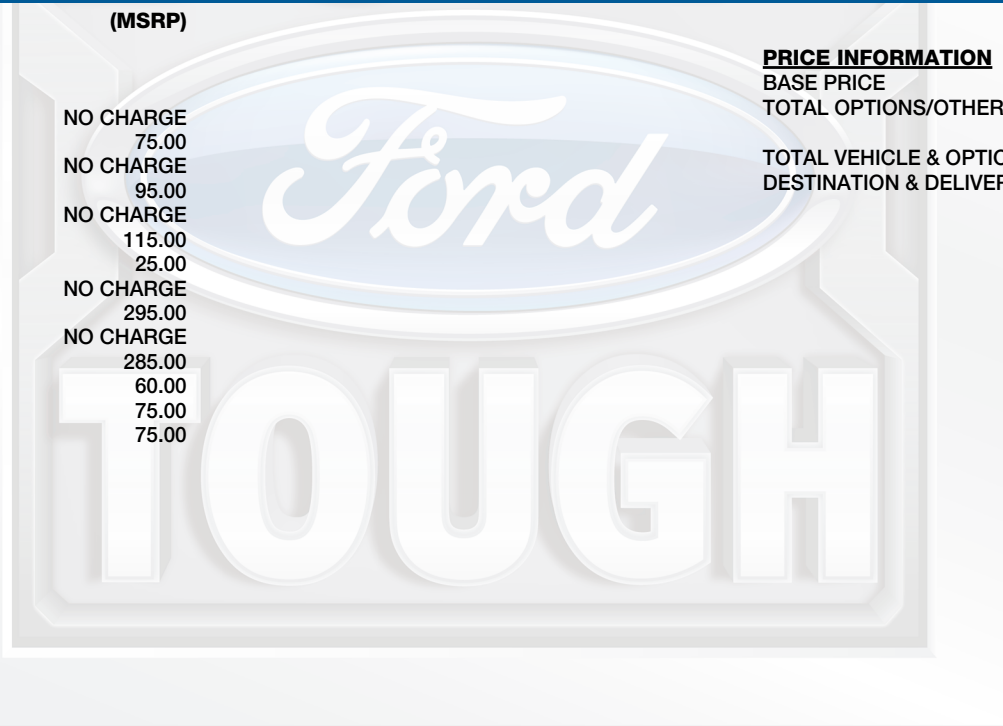 (MSRP)
NO CHARGE
75.00
NO CHARGE
95.00
NO CHARGE
115.00
25.00
NO CHARGE
295.00
NO CHARGE
285.00
60.00
75.00
75.00
PRICE INFORMATION
BASE PRICE
TOTAL OPTIONS/OTHER
TOTAL VEHICLE & OPTIO
DESTINATION & DELIVER
Ford
TOUGH